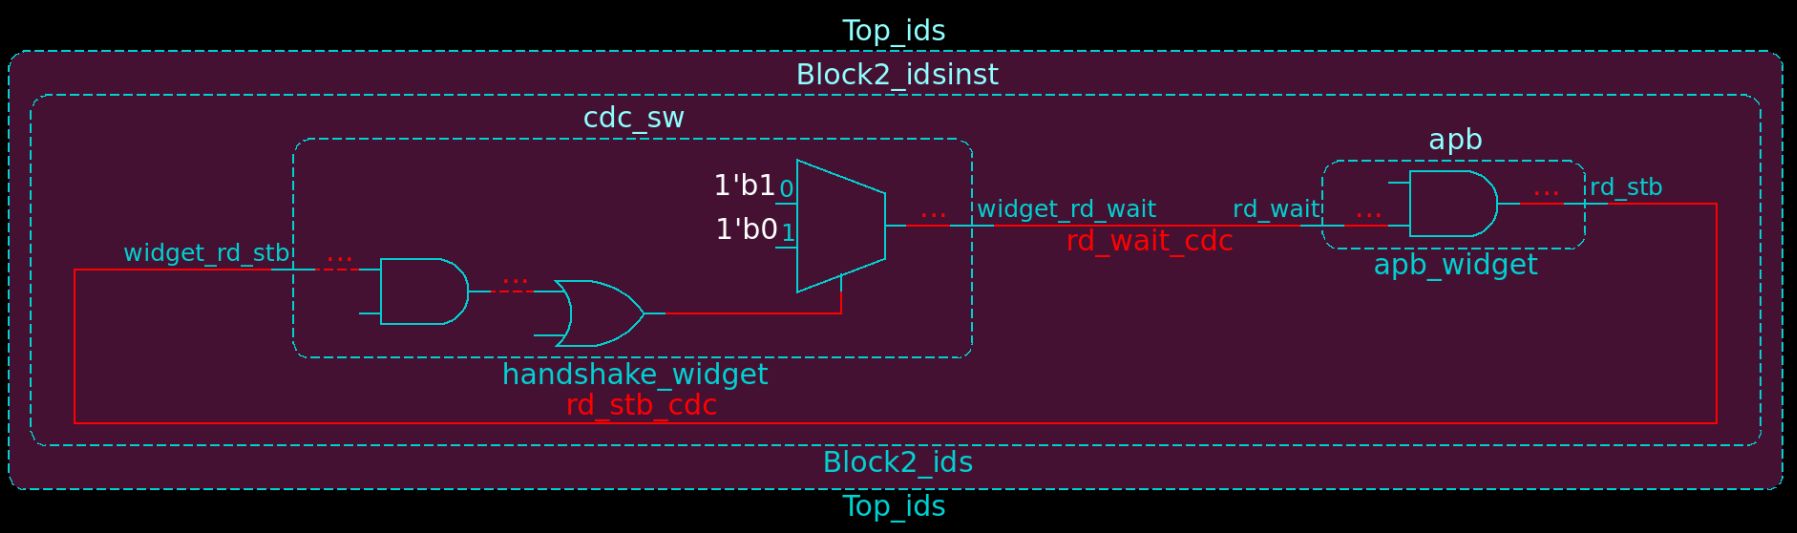 Top_ids
Block2_idsinst
cdc_sw
apb
1'b1 0
1'b0 1
widget_rd_stb
...
...
...
widget_rd_wait
rd_wait
...
...
rd_stb
rd_wait_cdc
apb_widget
handshake_widget
rd_stb_cdc
Block2_ids
Top_ids